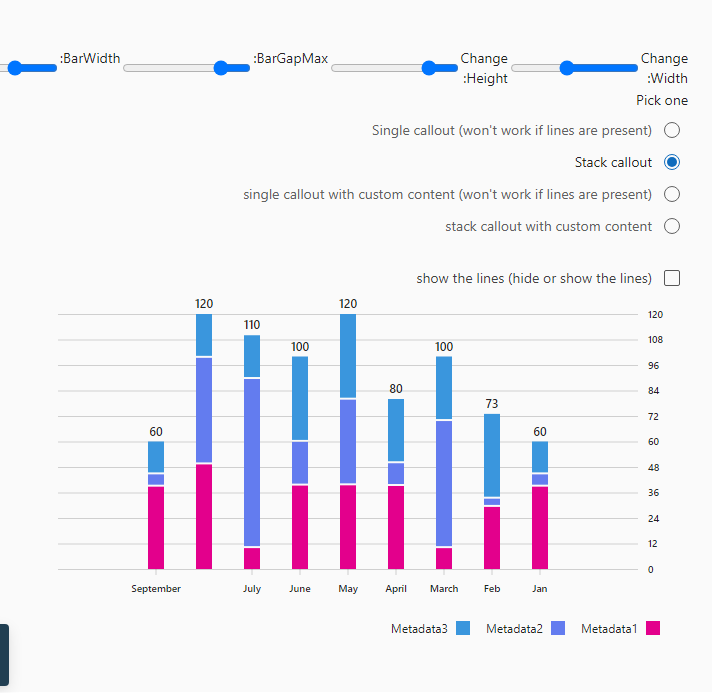 :BarWidth
:BarGapMax
Change
:Height
Change
:Width
Pick one
Single callout (won't work if lines are present)
Stack callout
single callout with custom content (won't work if lines are present)
stack callout with custom content
show the lines (hide or show the lines)
60
120
110
100
120
80
100
73
60
120
108
96
84
72
60
48
36
24
12
0
September
July
June
May
April
March
Feb
Jan
Metadata3
Metadata2
Metadata1